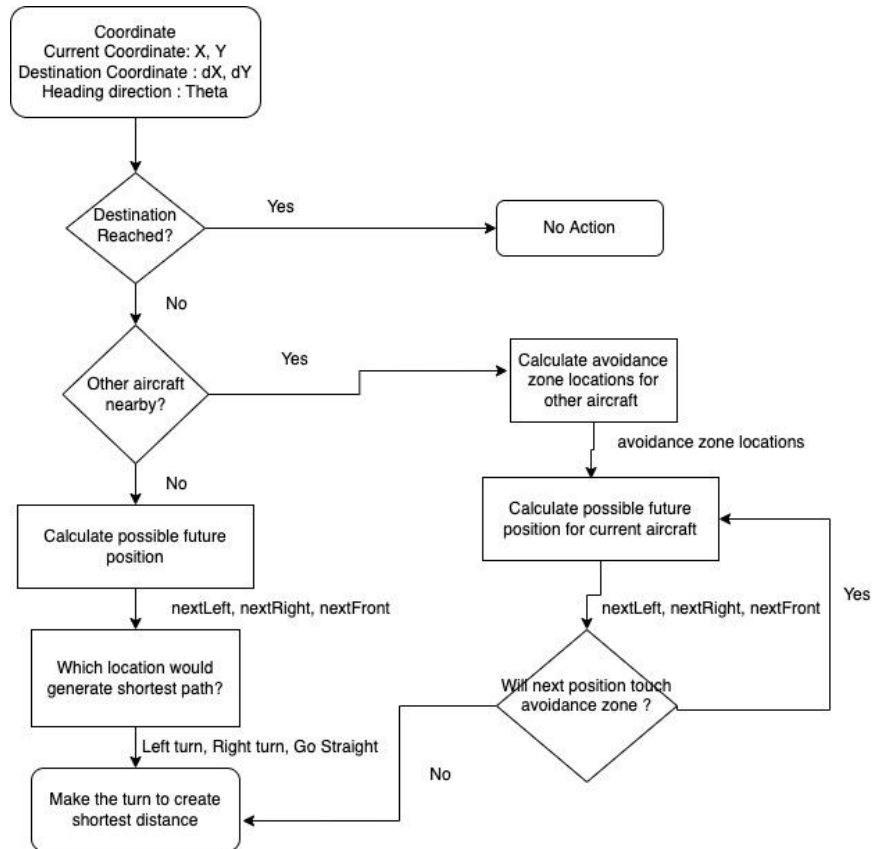 Coordinate
Current Coordinate: X, Y
Destination Coordinate : dX, dY
Heading direction : Theta
Destination
Reached?
Yes
No Action
No
Other aircraft
nearby?
Yes
Calculate avoidance
zone locations for
other aircraft
avoidance zone locations
No
Calculate possible future
position
Calculate possible future
position for current aircraft
nextLeft, nextRight, nextFront
nextLeft, nextRight, nextFront
Yes
Which location would
generate shortest path?
Will next position touch
avoidance zone ?
Left turn, Right turn, Go Straight
No
Make the turn to create
shortest distance